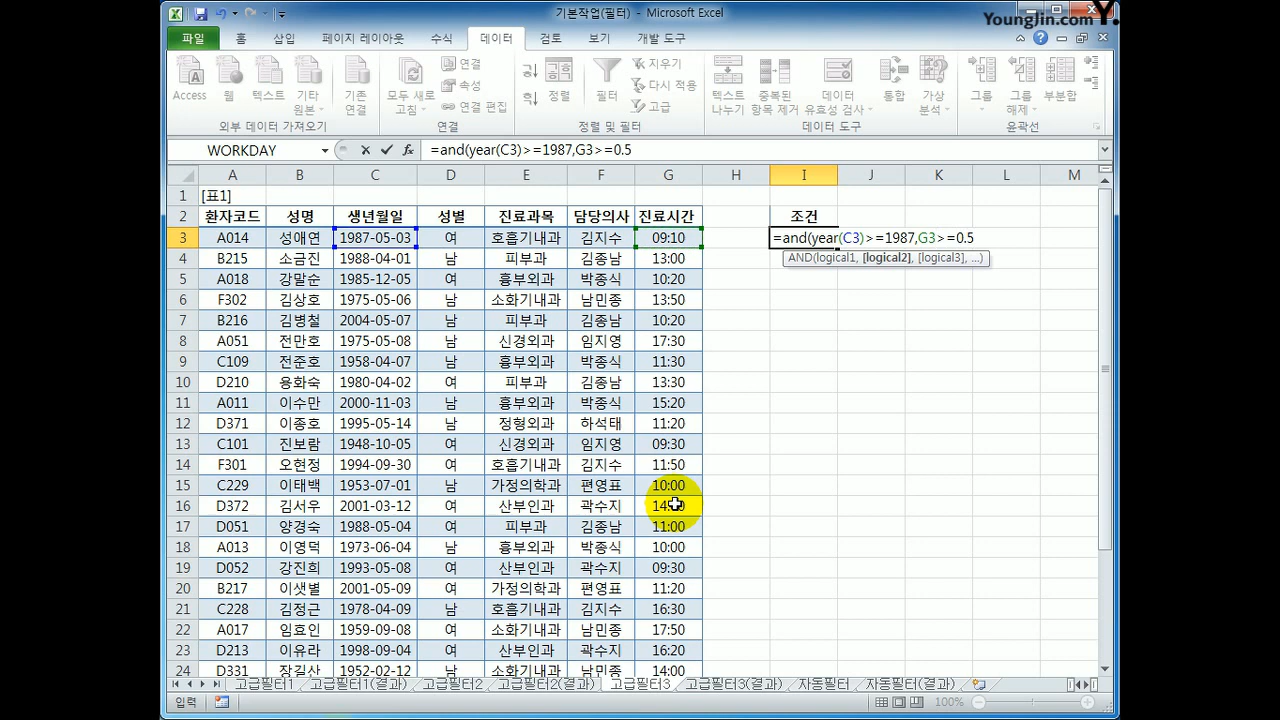 기본작업(필터) - Microsoft Excel
YoungJin.com Y.
파일 홈 삽입 페이지 레이아웃 수식 데이터 검토 보기 개발 도구
Access 웹 텍스트 기타 원본 기존 연결 모두 새로 고침 연결 속성 연결 편집 정렬 필터 지우기 다시 적용 고급 텍스트 나누기 중복된 항목 제거 데이터 유효성 검사 통합 가상 분석 그룹 그룹 해제 부분합
외부 데이터 가져오기 연결 정렬 및 필터 데이터 도구 윤곽선
WORKDAY =and(year(C3)>=1987,G3>=0.5
A B C D E F G H I J K L M
1 [표1]
2 환자코드 성명 생년월일 성별 진료과목 담당의사 진료시간 조건
3 A014 성애연 1987-05-03 여 호흡기내과 김지수 09:10 =and(year(C3)>=1987,G3>=0.5
4 B215 소금진 1988-04-01 남 피부과 김종남 13:00 AND(logical1, [logical2], [logical3], ...)
5 A018 강말순 1985-12-05 여 흉부외과 박종식 10:20
6 F302 김상호 1975-05-06 남 소화기내과 남민종 13:50
7 B216 김병철 2004-05-07 남 피부과 김종남 10:20
8 A051 전만호 1975-05-08 남 신경외과 임지영 17:30
9 C109 전준호 1958-04-07 남 흉부외과 박종식 11:30
10 D210 용화숙 1980-04-02 여 피부과 김종남 13:30
11 A011 이수만 2000-11-03 남 흉부외과 박종식 15:20
12 D371 이종호 1995-05-14 남 정형외과 하석태 11:20
13 C101 진보람 1948-10-05 여 신경외과 임지영 09:30
14 F301 오현정 1994-09-30 여 호흡기내과 김지수 11:50
15 C229 이태백 1953-07-01 남 가정의학과 편영표 10:00
16 D372 김서우 2001-03-12 여 산부인과 곽수지
17 D051 양경숙 1988-05-04 여 피부과 김종남 11:00
18 A013 이영덕 1973-06-04 남 흉부외과 박종식 10:00
19 D052 강진희 1993-05-08 여 산부인과 곽수지 09:30
20 B217 이샛별 2001-05-09 여 가정의학과 편영표 11:20
21 C228 김정근 1978-04-09 남 호흡기내과 김지수 16:30
22 A017 임효인 1959-09-08 여 소화기내과 남민종 17:50
23 D213 이유라 1998-09-04 여 산부인과 곽수지 16:20
24 D331 장길산 1952-02-12 남 소화기내과 남민종 14:00
고급필터1 고급필터1(결과) 고급필터2 고급필터2(결과) 고급필터3 고급필터3(결과) 자동필터 자동필터(결과)
입력 100%